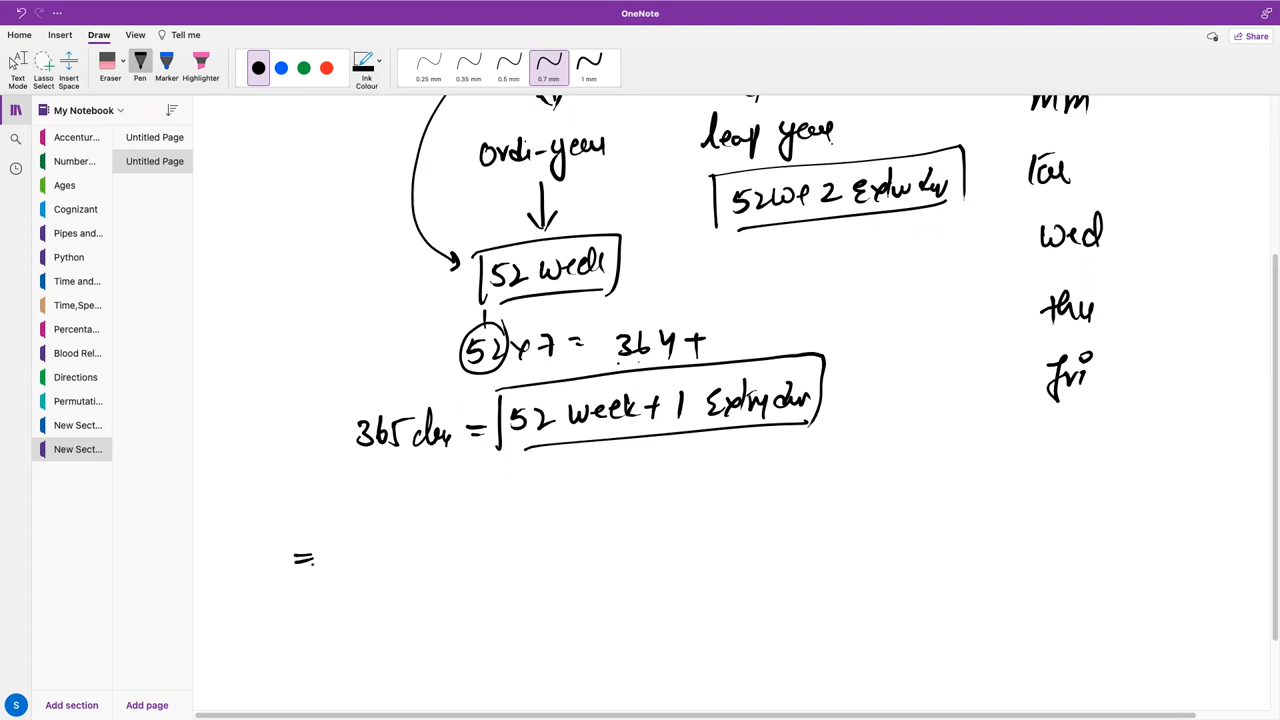 OneNote
Home Insert Draw View Tell me Share
Text Mode Lasso Select Insert Space Eraser Pen Marker Highlighter Ink Colour 0.25 mm 0.35 mm 0.5 mm 0.7 mm 1 mm
My Notebook
Accentur...
Number...
Ages
Cognizant
Pipes and...
Python
Time and...
Time,Spe...
Percenta...
Blood Rel...
Directions
Permutati...
New Sect...
New Sect...
Add section
Untitled Page
Untitled Page
Add page
S
ordi-year
52 week
52 x 7 = 364 +
365 day = 52 week + 1 Extra day
=
leap year
52 we 2 Extra day
wed
thu
fri